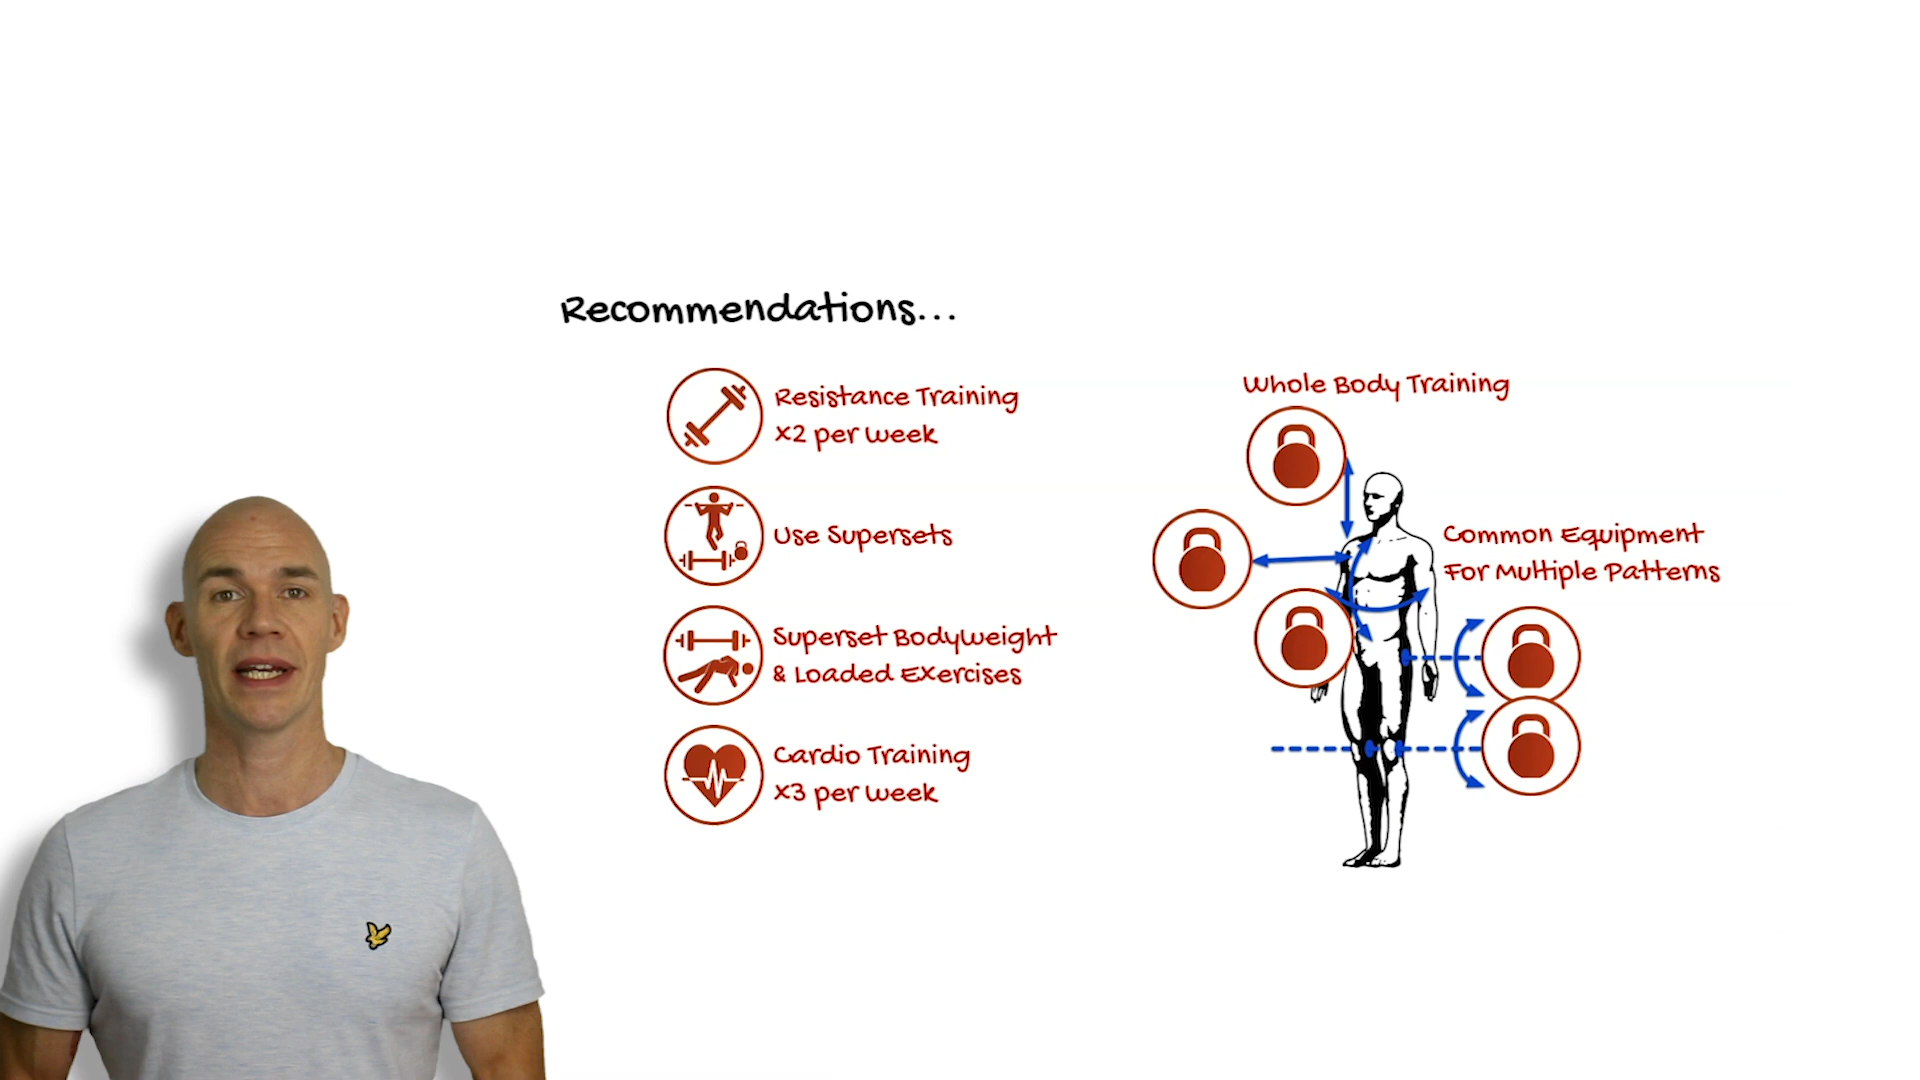 Recommendations...
Resistance Training
x2 per week
Use Supersets
Superset Bodyweight
& Loaded Exercises
Cardio Training
x3 per week
Whole Body Training
Common Equipment
For Multiple Patterns